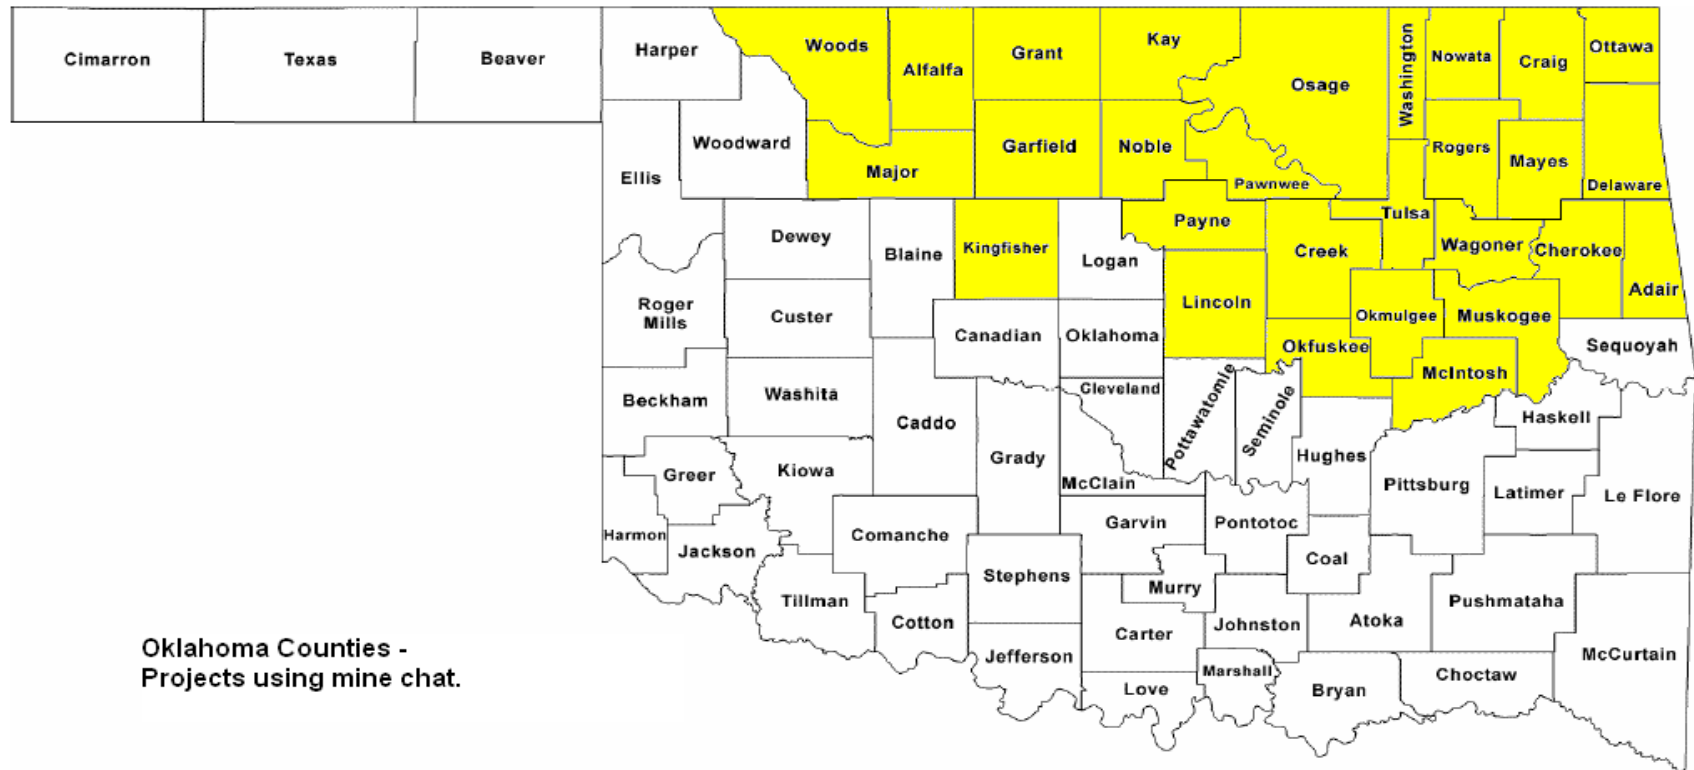 Cimarron
Texas
Beaver
Harper
Woods
Alfalfa
Grant
Kay
Osage
Washington
Nowata
Craig
Ottawa
Woodward
Ellis
Major
Garfield
Noble
Pawnwee
Rogers
Mayes
Delaware
Dewey
Blaine
Kingfisher
Logan
Payne
Creek
Tulsa
Wagoner
Cherokee
Adair
Roger
Mills
Custer
Canadian
Oklahoma
Lincoln
Okmulgee
Muskogee
Okfuskee
McIntosh
Sequoyah
Beckham
Washita
Caddo
Grady
Cleveland
McClain
Pottawatomie
Seminole
Hughes
Haskell
Pittsburg
Latimer
Le Flore
Greer
Kiowa
Harmon
Jackson
Comanche
Garvin
Pontotoc
Coal
Stephens
Murry
Tillman
Cotton
Carter
Johnston
Atoka
Pushmataha
McCurtain
Jefferson
Love
Marshall
Bryan
Choctaw
Oklahoma Counties -
Projects using mine chat.